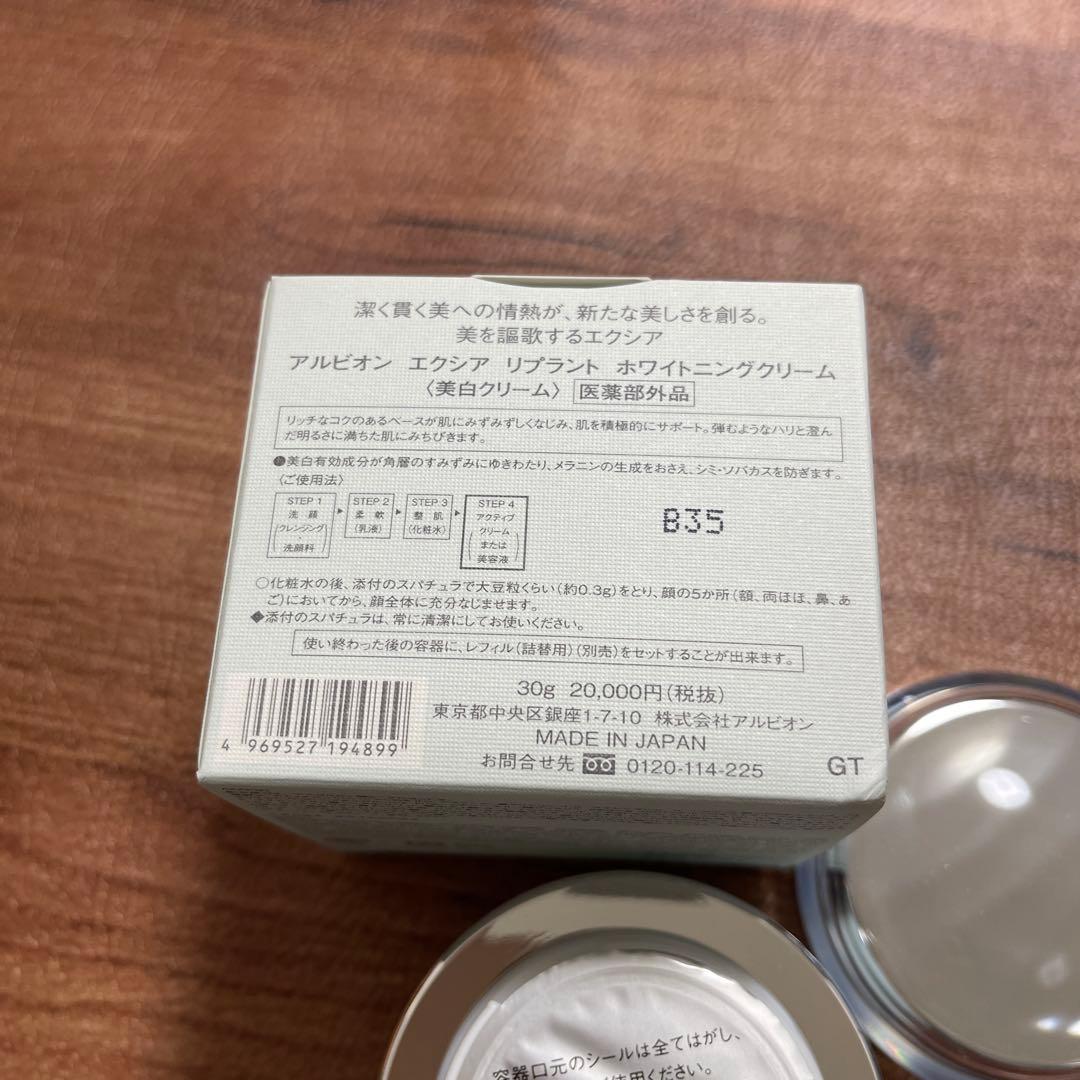 潔く貫く美への情熱が、新たな美しさを創る。
美を謳歌するエクシア
アルビオン エクシア リプラント ホワイトニングクリーム
〈美白クリーム〉 医薬部外品
リッチなコクのあるベースが肌にみずみずしくなじみ、肌を積極的にサポート。弾むようなハリと澄ん
だ明るさに満ちた肌にみちびきます。
●美白有効成分が角層のすみずみにゆきわたり、メラニンの生成をおさえ、シミ・ソバカスを防ぎます。
〈ご使用法〉
STEP 1 洗顔 (クレンジング・洗顔料)
STEP 2 柔軟 (乳液)
STEP 3 整肌 (化粧水)
STEP 4 アクティブ (クリームまたは美容液)
B35
○化粧水の後、添付のスパチュラで大豆粒くらい(約0.3g)をとり、顔の5か所(額、両ほほ、鼻、あ
ご)においてから、顔全体に充分なじませます。
◆添付のスパチュラは、常に清潔にしてお使いください。
使い終わった後の容器に、レフィル(詰替用)(別売)をセットすることが出来ます。
30g 20,000円(税抜)
東京都中央区銀座1-7-10 株式会社アルビオン
MADE IN JAPAN
お問合せ先 0120-114-225
GT
4 969527 194899
容器口元のシールは全てはがし、
使用ください。